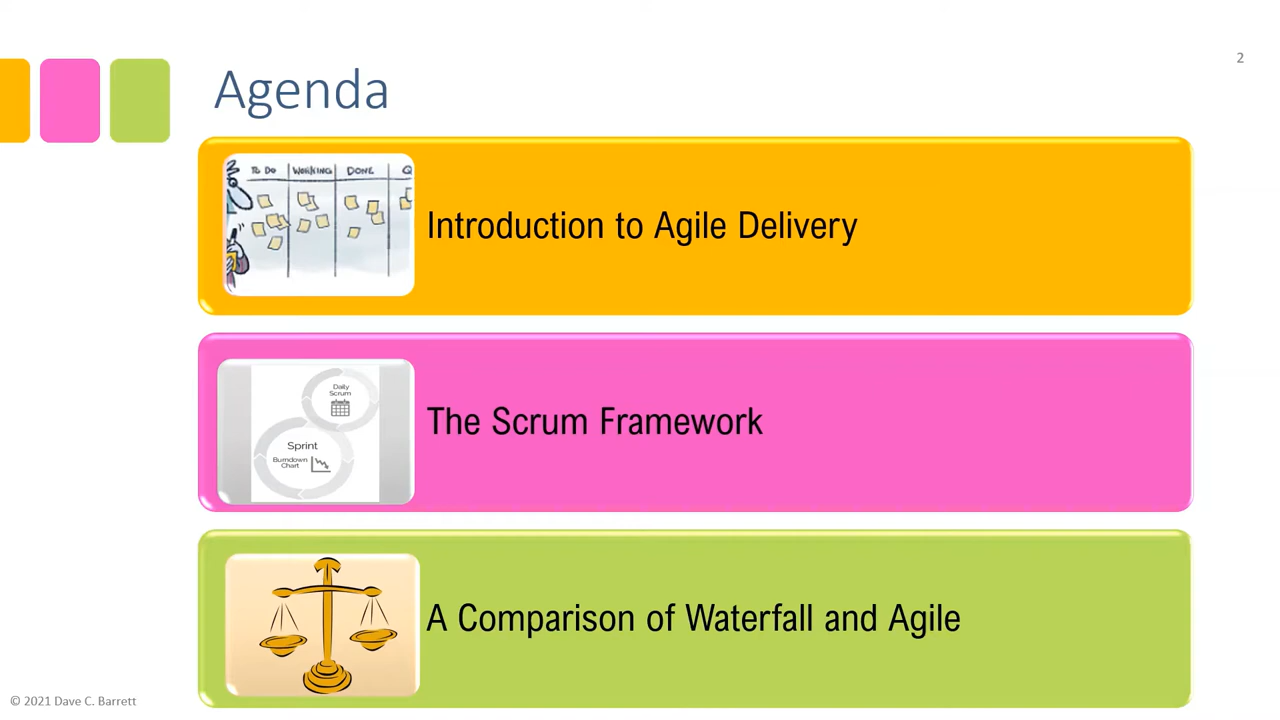 2
Agenda
TO DO WORKING DONE
Introduction to Agile Delivery
Daily
Scrum
Sprint
Burndown
Chart
The Scrum Framework
A Comparison of Waterfall and Agile
© 2021 Dave C. Barrett